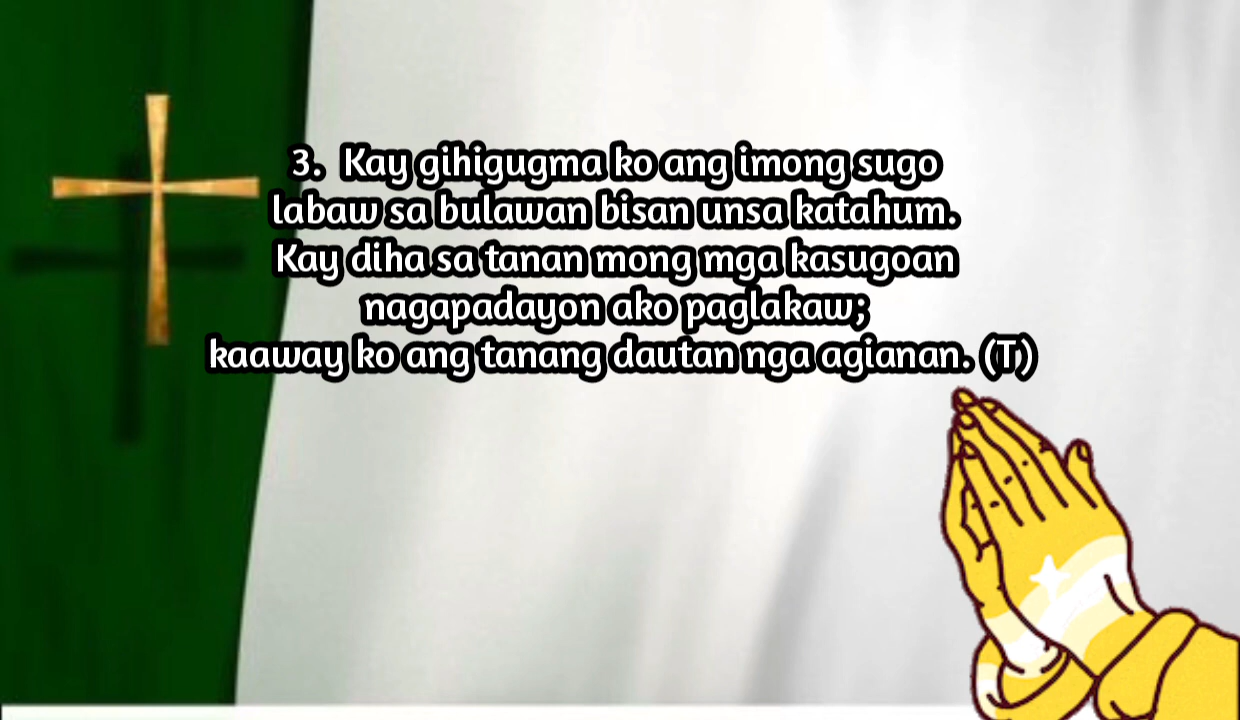 3.  Kay gihigugma ko ang imong sugo
labaw sa bulawan bisan unsa katahum.
Kay diha sa tanan mong mga kasugoan
nagapadayon ako paglakaw;
kaaway ko ang tanang dautan nga agianan. (T)